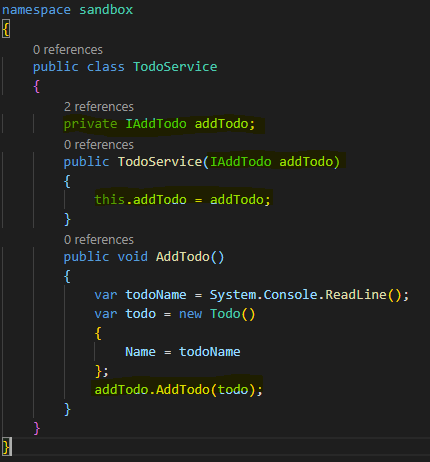 namespace sandbox
{
0 references
public class TodoService
{
2 references
private IAddTodo addTodo;
0 references
public TodoService(IAddTodo addTodo)
{
this.addTodo = addTodo;
}
0 references
public void AddTodo()
{
var todoName = System.Console.ReadLine();
var todo = new Todo()
{
Name = todoName
};
addTodo.AddTodo(todo);
}
}
}